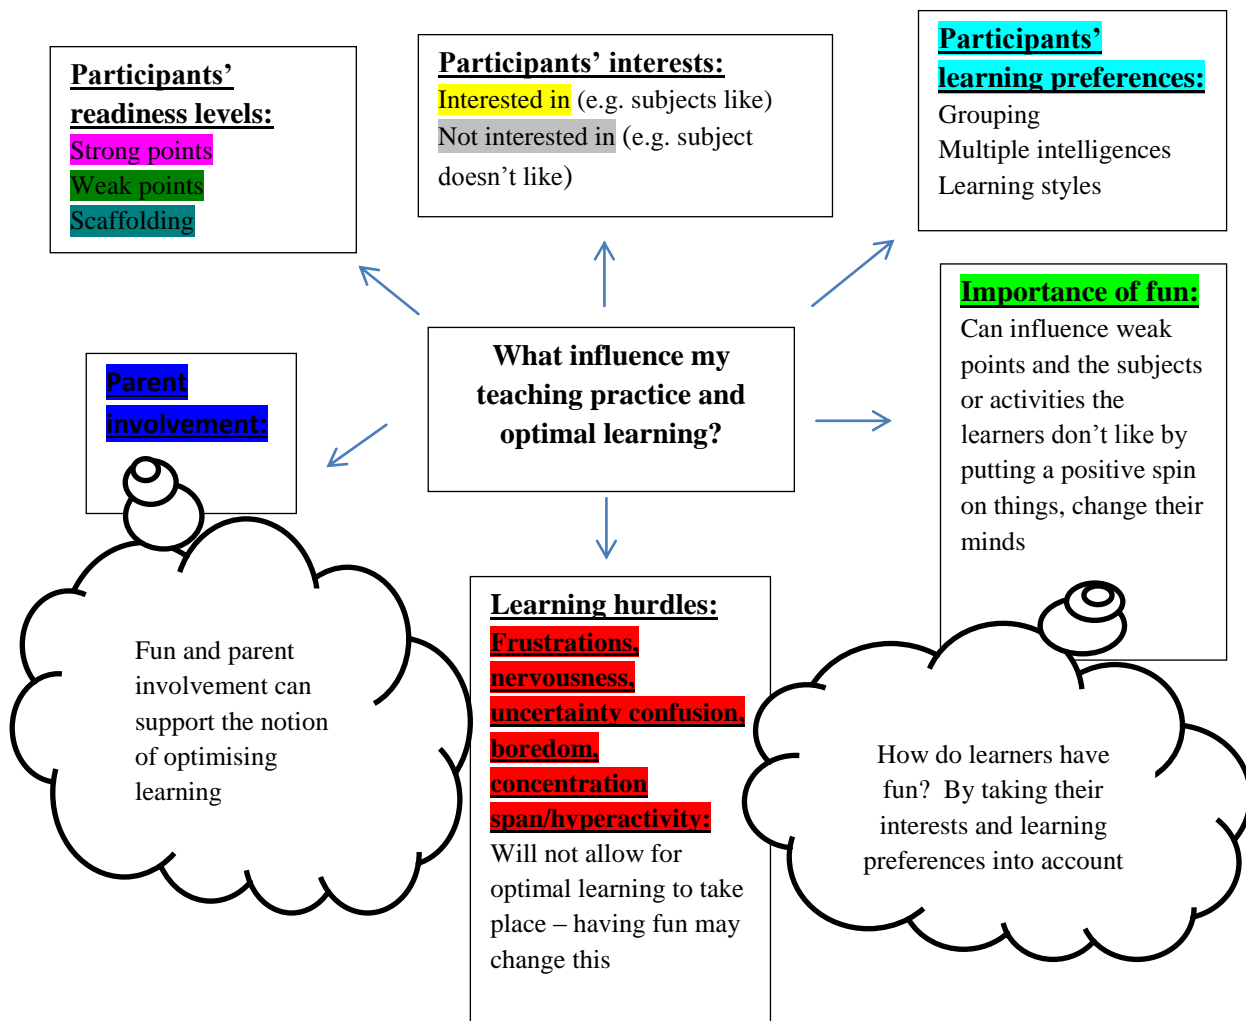 Participants’
readiness levels:
Strong points
Weak points
Scaffolding
Participants’ interests:
Interested in (e.g. subjects like)
Not interested in (e.g. subject
doesn’t like)
Participants’
learning preferences:
Grouping
Multiple intelligences
Learning styles
Parent
involvement:
What influence my
teaching practice and
optimal learning?
Importance of fun:
Can influence weak
points and the subjects
or activities the
learners don’t like by
putting a positive spin
on things, change their
minds
Fun and parent
involvement can
support the notion
of optimising
learning
Learning hurdles:
Frustrations,
nervousness,
uncertainty confusion,
boredom,
concentration
span/hyperactivity:
Will not allow for
optimal learning to take
place – having fun may
change this
How do learners have
fun?  By taking their
interests and learning
preferences into account